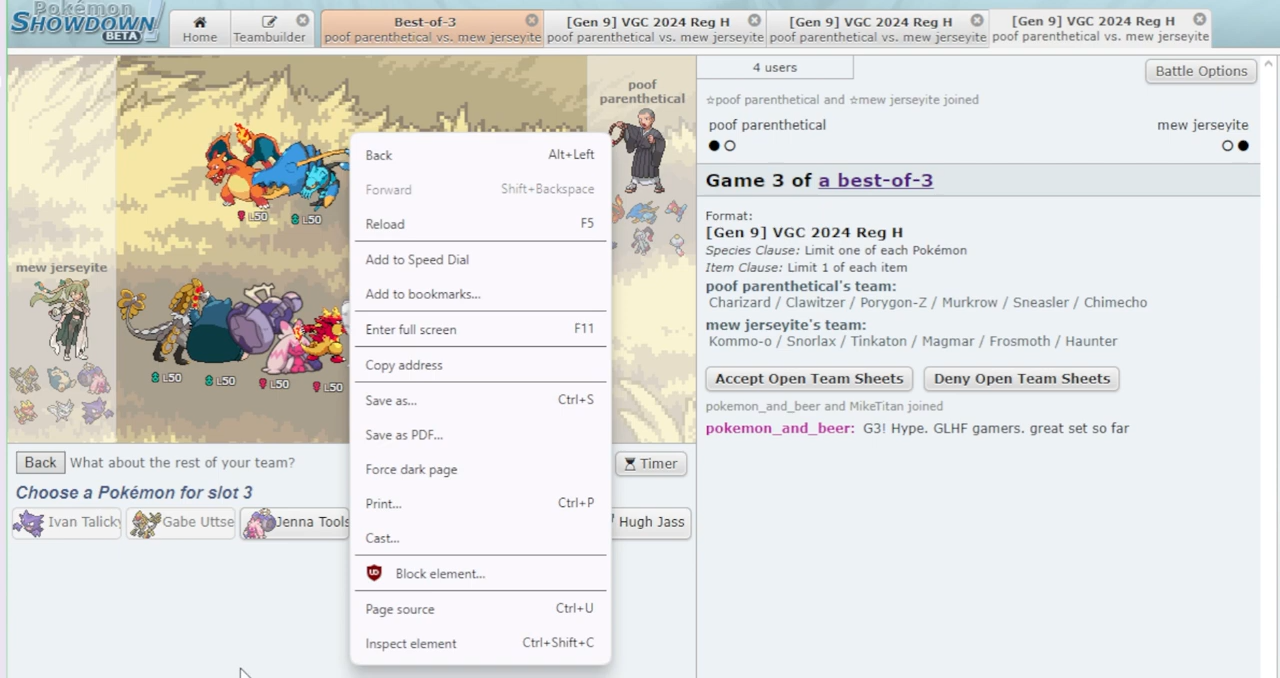 Pokémon
SHOWDOWN
BETA
Home
Teambuilder
Best-of-3
poof parenthetical vs. mew jerseyite
[Gen 9] VGC 2024 Reg H
poof parenthetical vs. mew jerseyite
[Gen 9] VGC 2024 Reg H
poof parenthetical vs. mew jerseyite
[Gen 9] VGC 2024 Reg H
poof parenthetical vs. mew jerseyite
poof
parenthetical
L50
L50
mew jerseyite
L50
L50
L50
L50
Back
What about the rest of your team?
Timer
Choose a Pokémon for slot 3
Ivan Talicky
Gabe Uttse
Jenna Tools
Hugh Jass
Back Alt+Left
Forward Shift+Backspace
Reload F5
Add to Speed Dial
Add to bookmarks...
Enter full screen F11
Copy address
Save as... Ctrl+S
Save as PDF...
Force dark page
Print... Ctrl+P
Cast...
Block element...
Page source Ctrl+U
Inspect element Ctrl+Shift+C
4 users
Battle Options
☆poof parenthetical and ☆mew jerseyite joined
poof parenthetical mew jerseyite
Game 3 of a best-of-3
Format:
[Gen 9] VGC 2024 Reg H
Species Clause: Limit one of each Pokémon
Item Clause: Limit 1 of each item
poof parenthetical's team:
Charizard / Clawitzer / Porygon-Z / Murkrow / Sneasler / Chimecho
mew jerseyite's team:
Kommo-o / Snorlax / Tinkaton / Magmar / Frosmoth / Haunter
Accept Open Team Sheets
Deny Open Team Sheets
pokemon_and_beer and MikeTitan joined
pokemon_and_beer: G3! Hype. GLHF gamers. great set so far